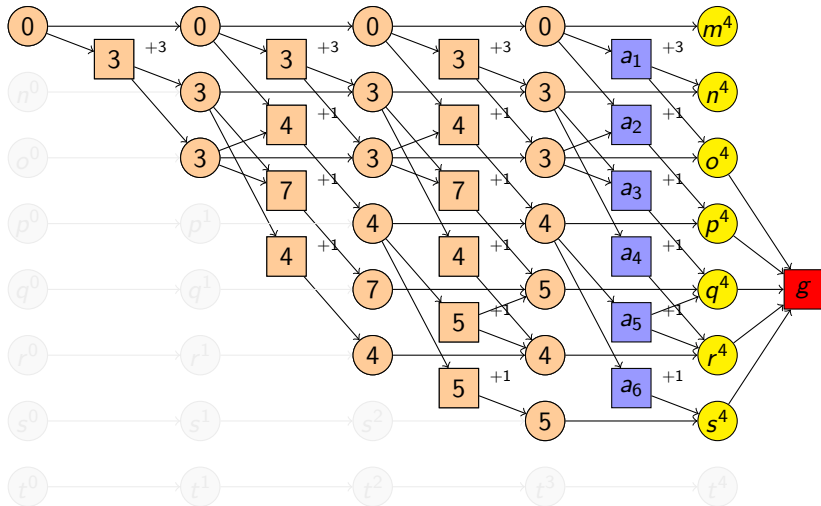 0 0 0 0 m⁴
3 +3 3 +3 3 +3 a₁ +3
n⁰ 3 3 3 n⁴
4 +1 4 +1 a₂ +1
o⁰ 3 3 3 o⁴
7 +1 7 +1 a₃ +1
p⁰ p¹ 4 4 p⁴
4 +1 4 +1 a₄ +1
q⁰ q¹ 7 5 q⁴ g
5 +1 a₅ +1
r⁰ r¹ 4 4 r⁴
5 +1 a₆ +1
s⁰ s¹ s² 5 s⁴
t⁰ t¹ t² t³ t⁴